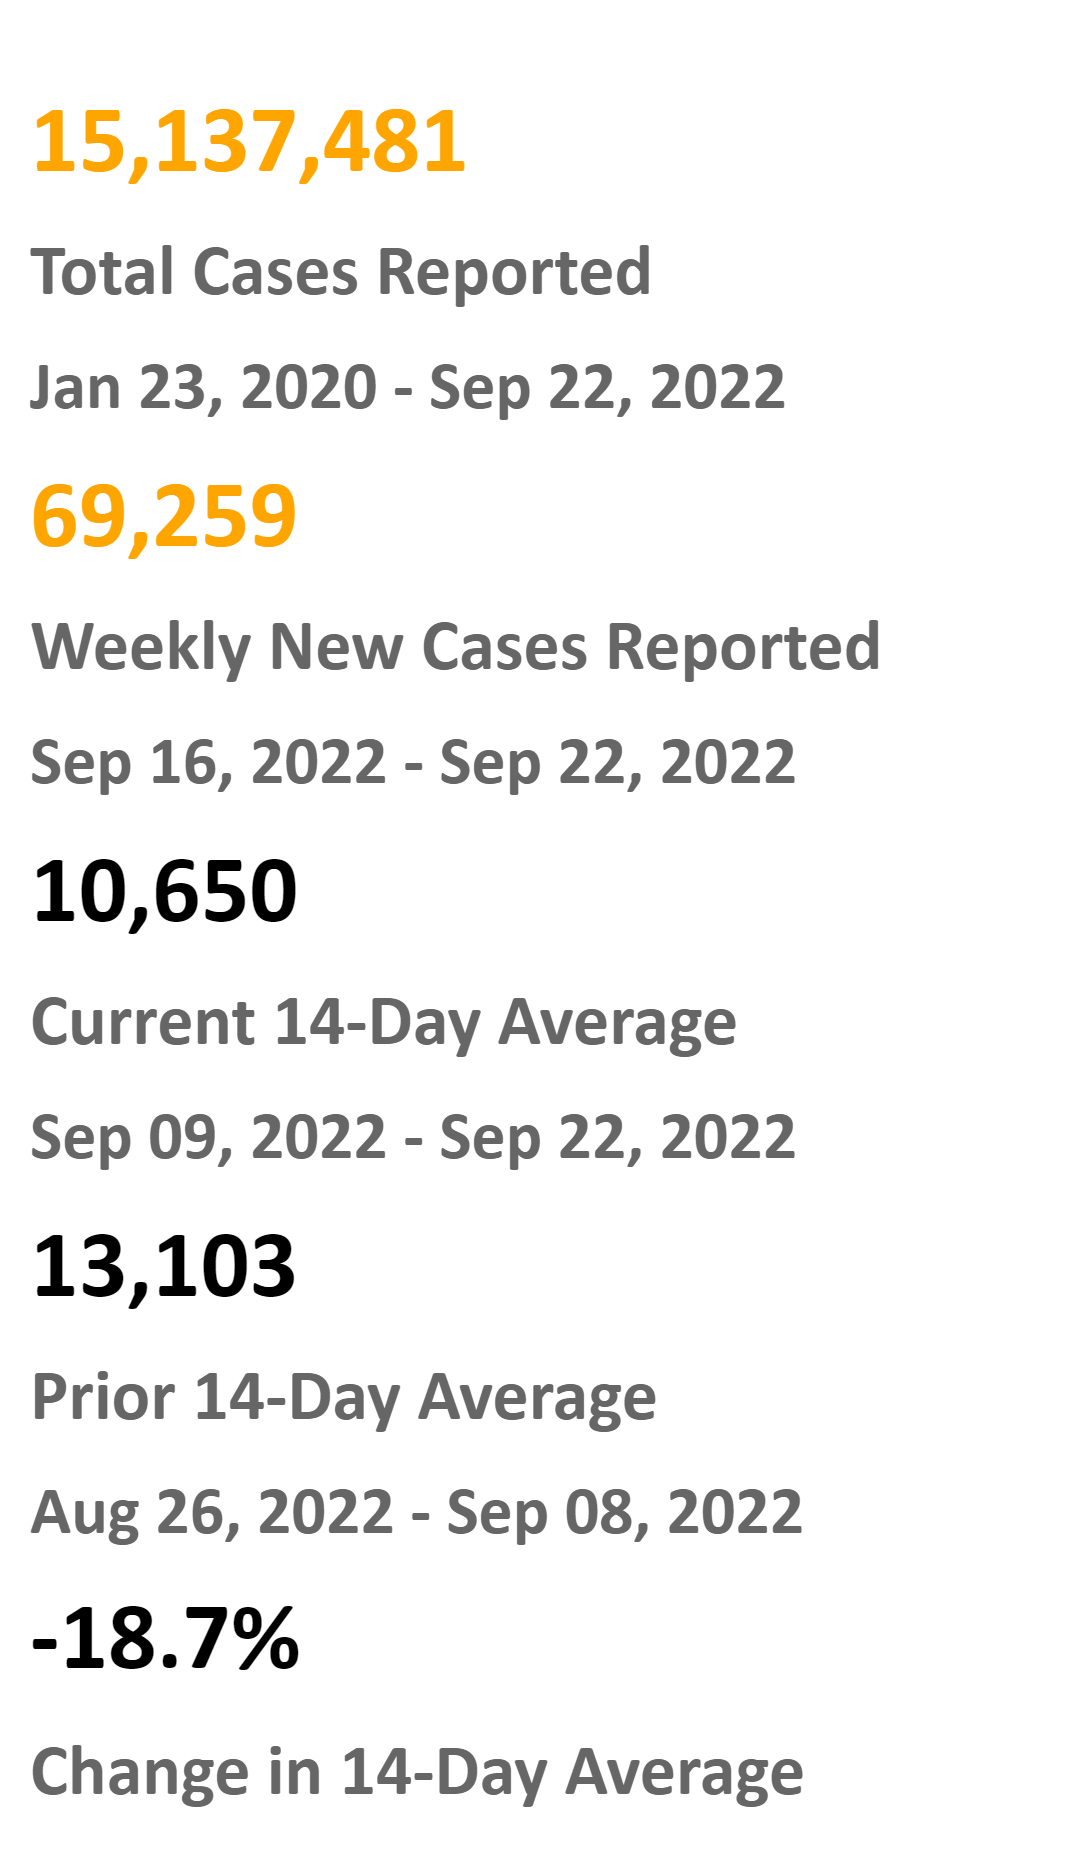 15,137,481
Total Cases Reported
Jan 23, 2020 - Sep 22, 2022
69,259
Weekly New Cases Reported
Sep 16, 2022 - Sep 22, 2022
10,650
Current 14-Day Average
Sep 09, 2022 - Sep 22, 2022
13,103
Prior 14-Day Average
Aug 26, 2022 - Sep 08, 2022
-18.7%
Change in 14-Day Average